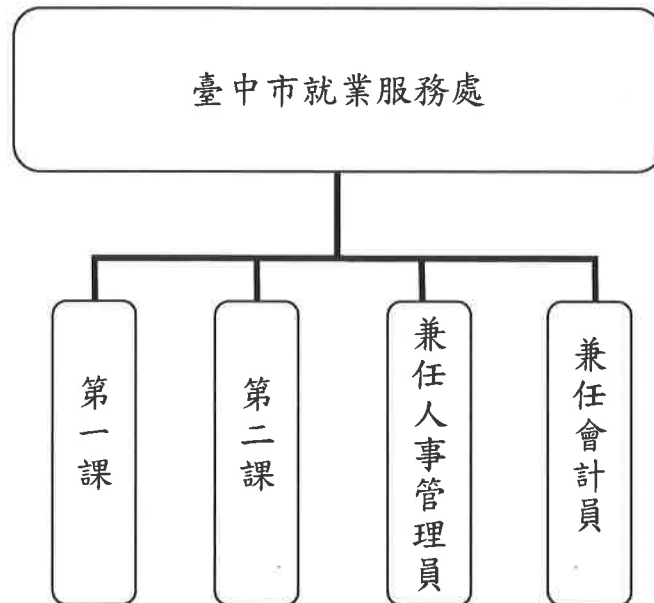 臺中市就業服務處
第一課
第二課
兼任人事管理員
兼任會計員